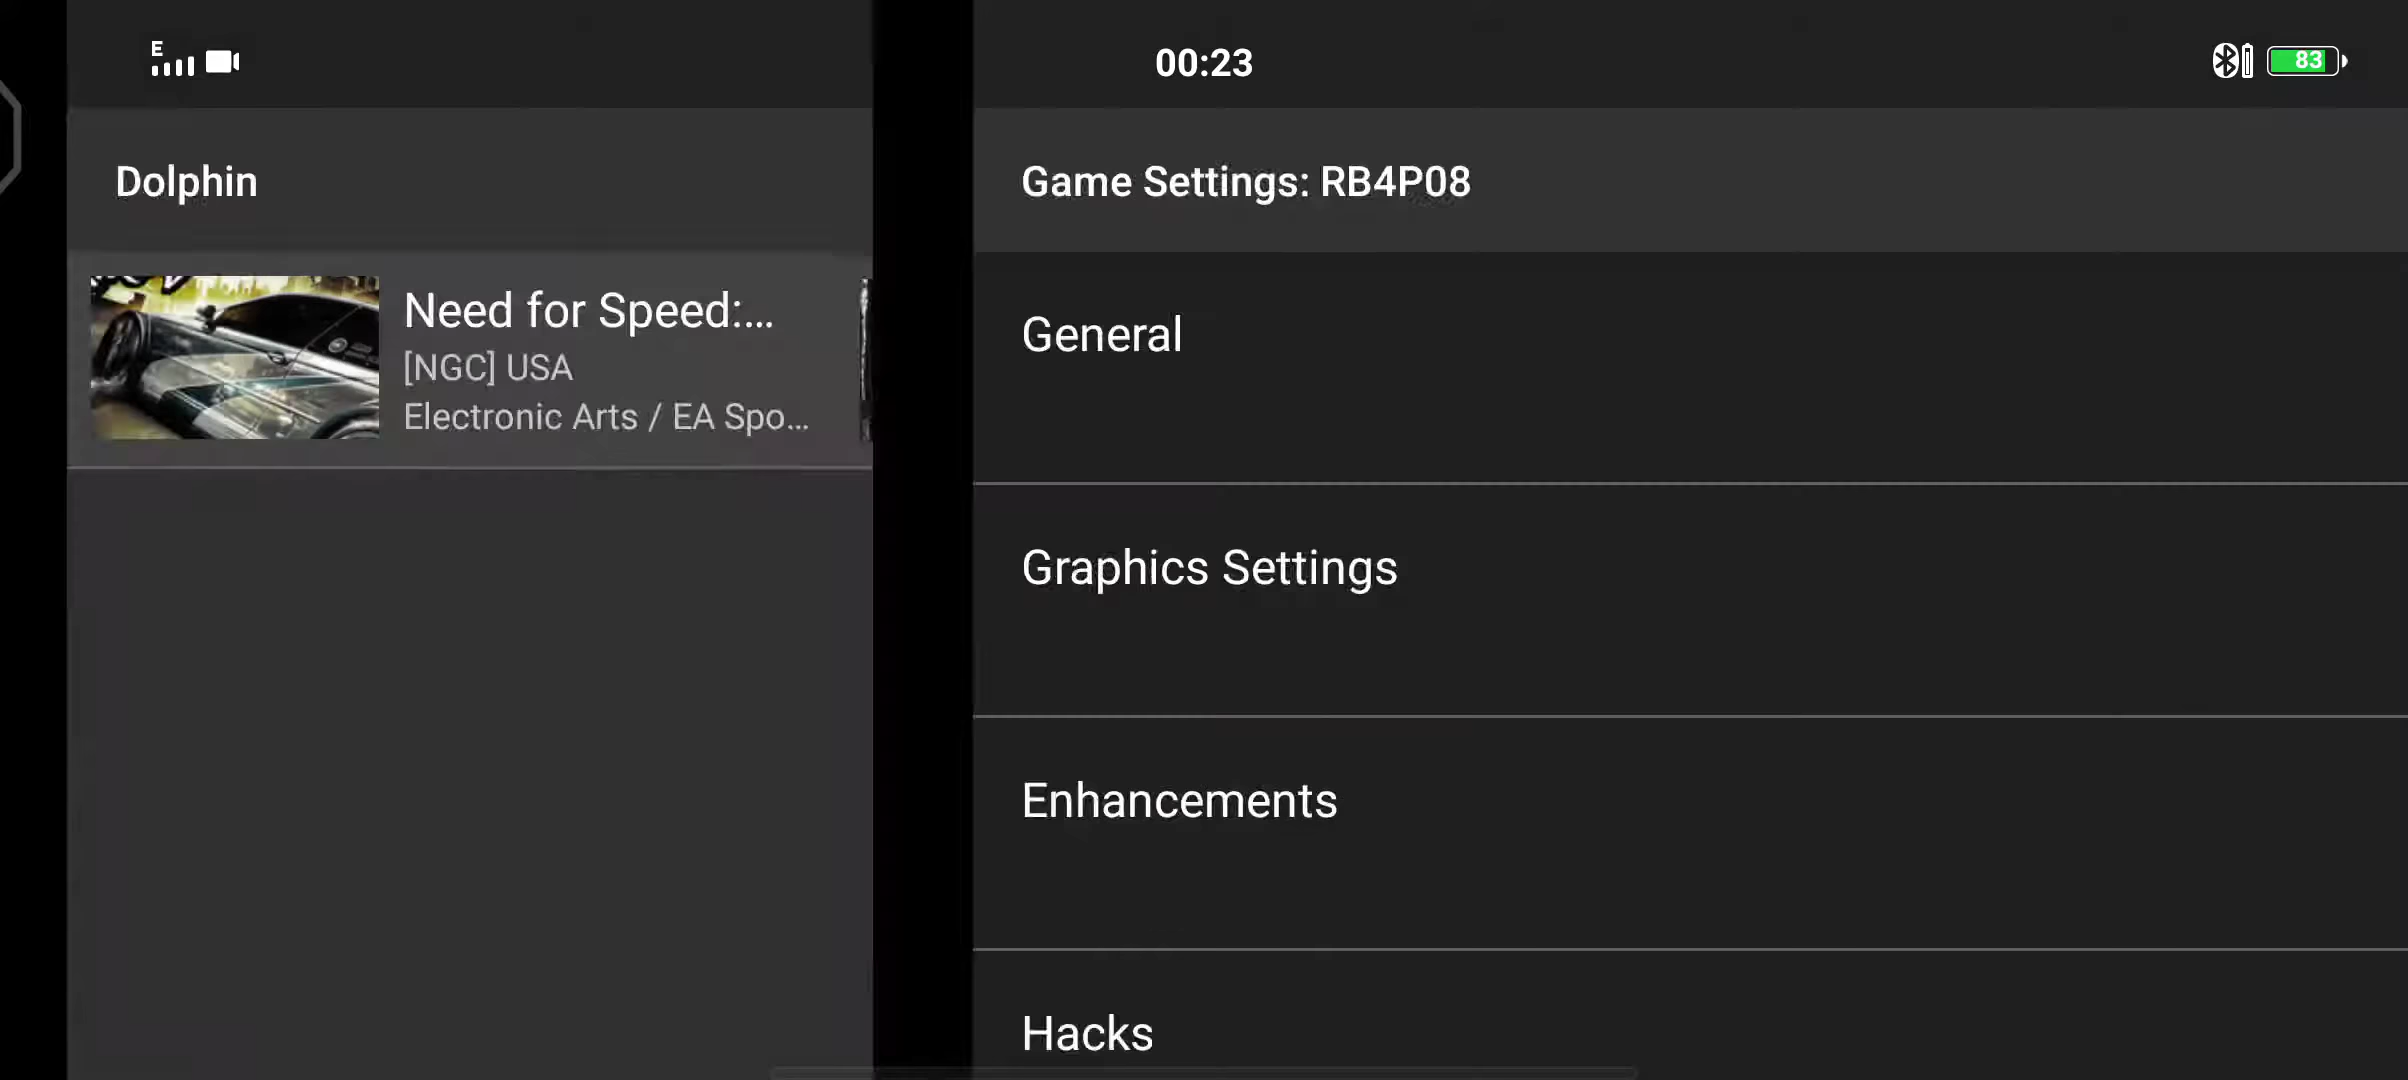 E
00:23
83
Dolphin
Need for Speed:...
[NGC] USA
Electronic Arts / EA Spo...
Game Settings: RB4P08
General
Graphics Settings
Enhancements
Hacks